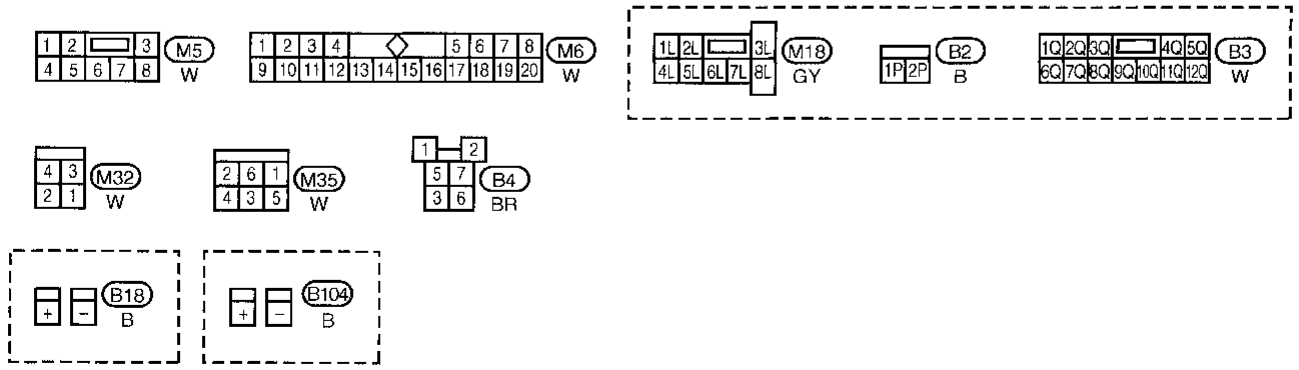 1 2 3 M5
4 5 6 7 8 W
1 2 3 4 5 6 7 8 M6
9 10 11 12 13 14 15 16 17 18 19 20 W
1L 2L 3L M18
4L 5L 6L 7L 8L GY
B2
1P 2P B
1Q 2Q 3Q 4Q 5Q B3
6Q 7Q 8Q 9Q 10Q 11Q 12Q W
4 3 M32
2 1 W
2 6 1 M35
4 3 5 W
1 2
5 7 B4
3 6 BR
B18
+ - B
B104
+ - B